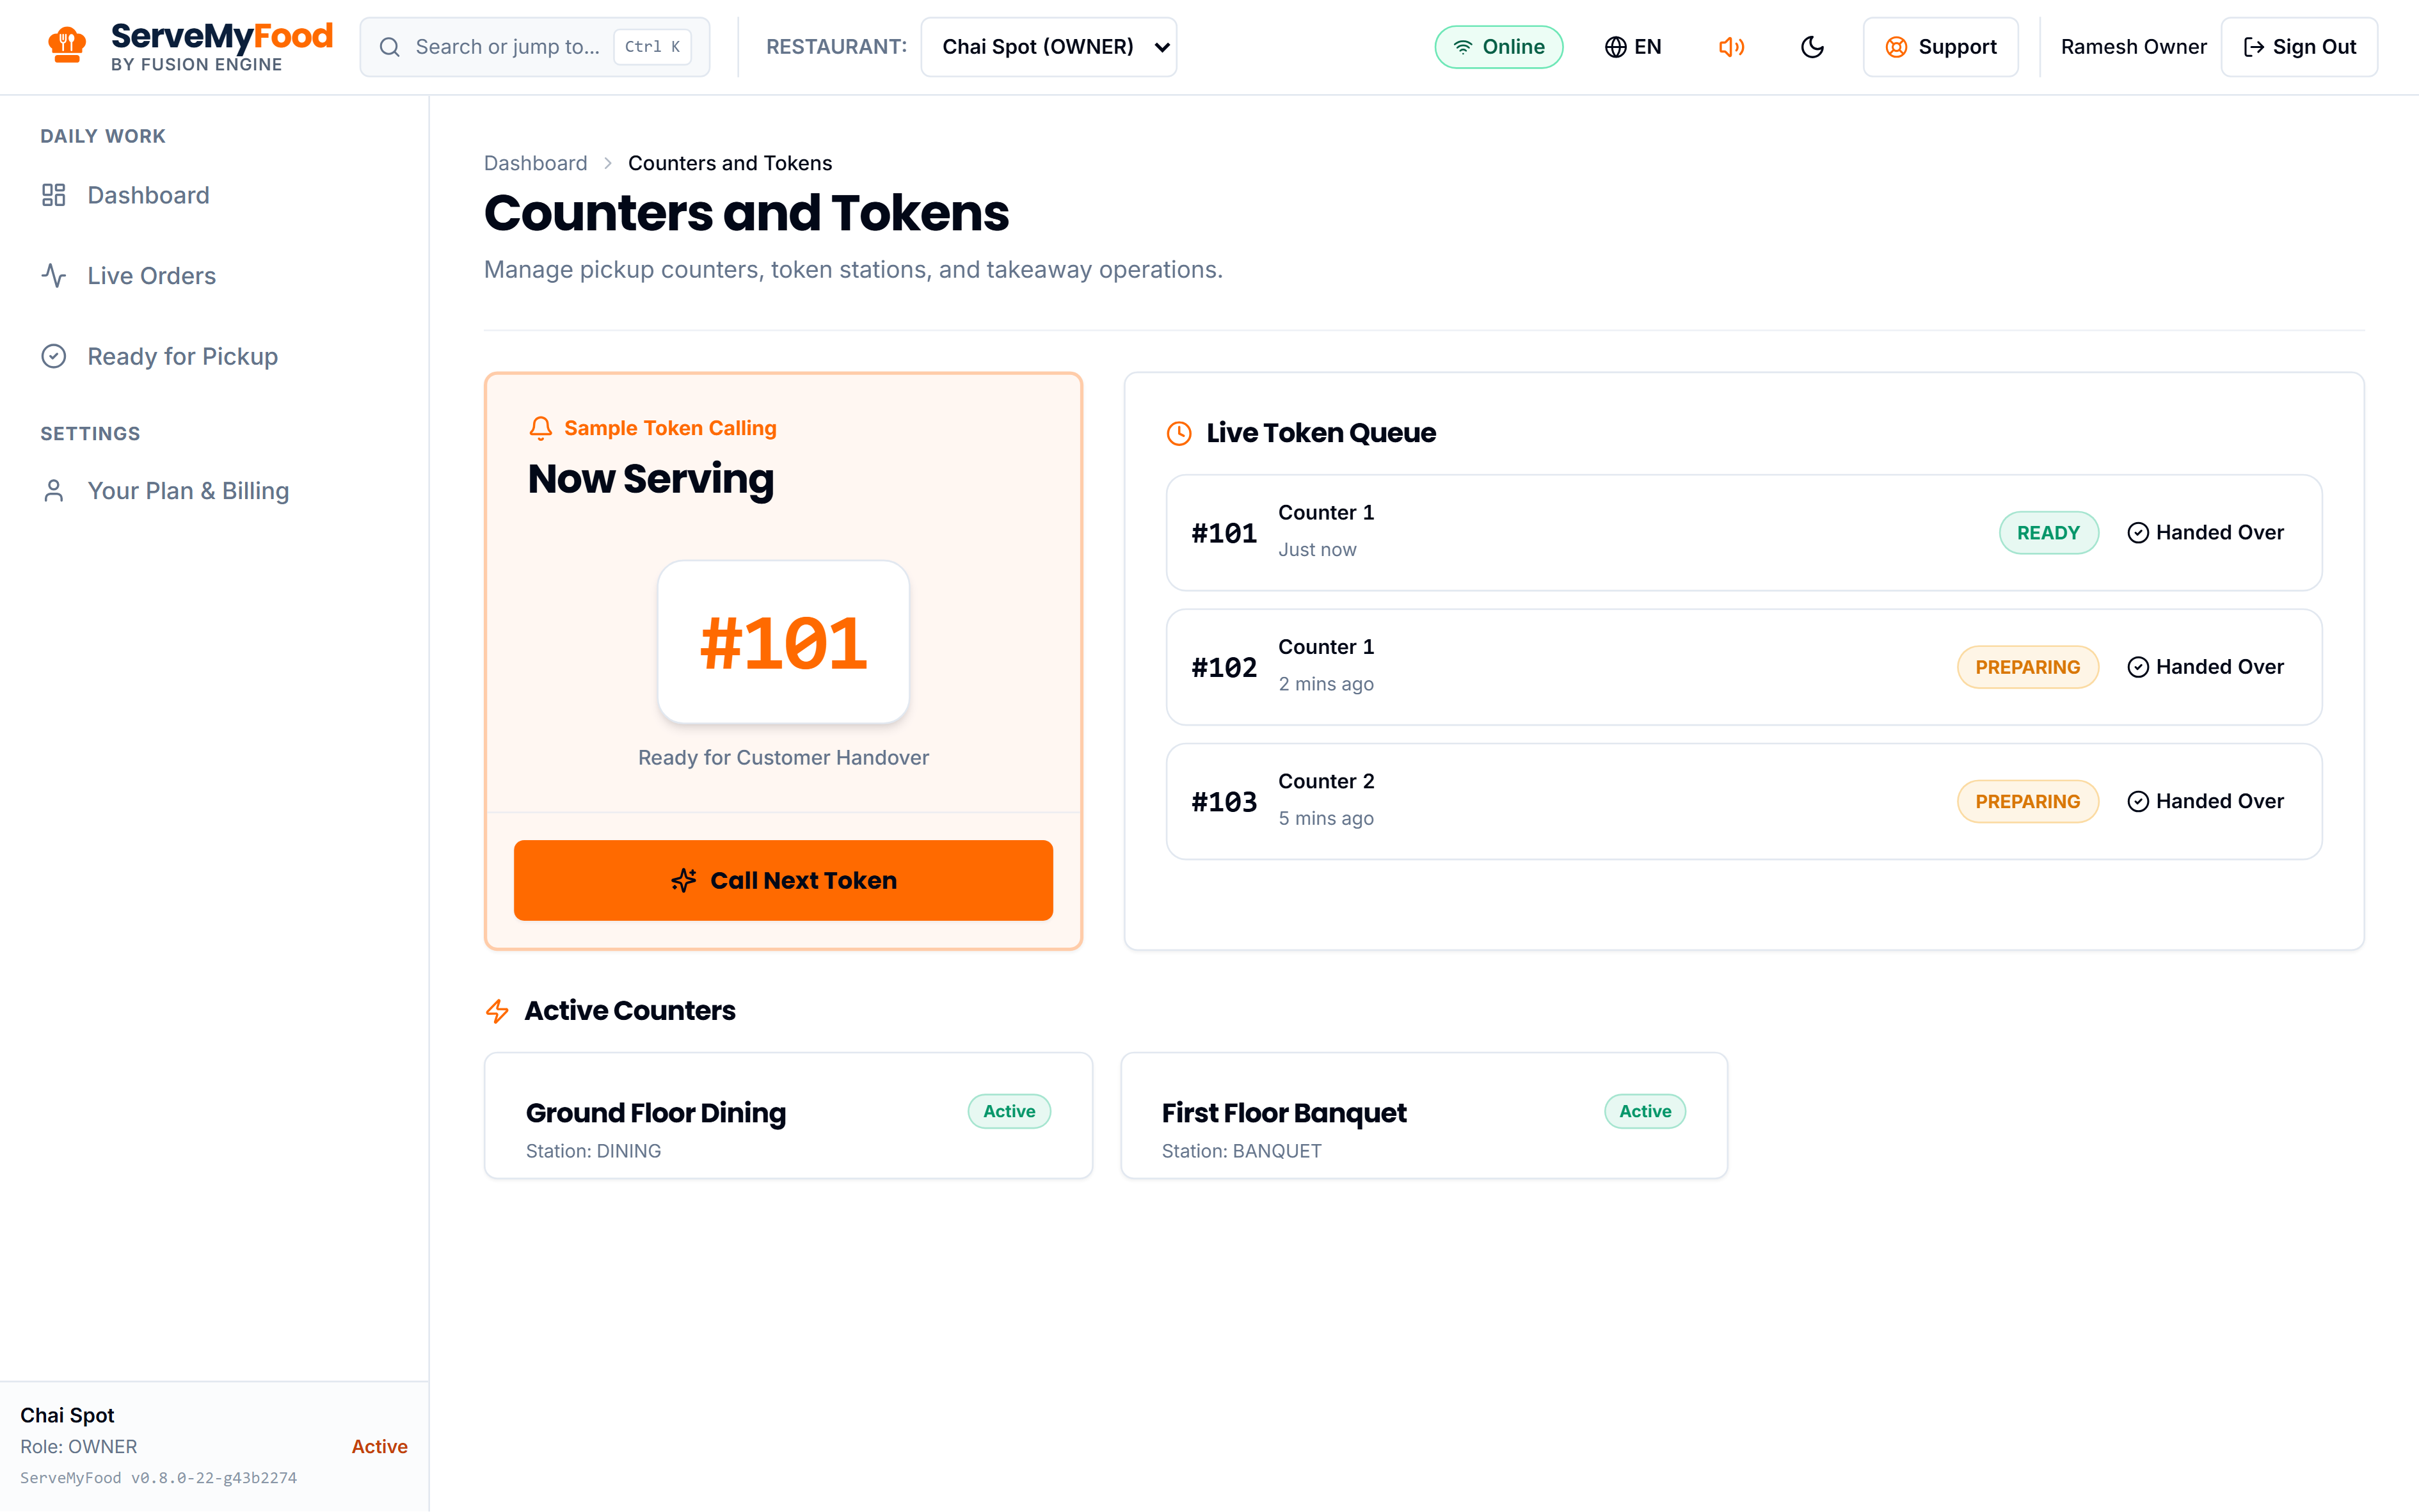 ServeMyFood
BY FUSION ENGINE
Search or jump to...
Ctrl K
RESTAURANT:
Chai Spot (OWNER)
Online
EN
Support
Ramesh Owner
Sign Out
DAILY WORK
Dashboard
Live Orders
Ready for Pickup
SETTINGS
Your Plan & Billing
Chai Spot
Role: OWNER
Active
ServeMyFood v0.8.0-22-g43b2274
Dashboard
Counters and Tokens
Counters and Tokens
Manage pickup counters, token stations, and takeaway operations.
Sample Token Calling
Now Serving
#101
Ready for Customer Handover
Call Next Token
Live Token Queue
#101
Counter 1
Just now
READY
Handed Over
#102
Counter 1
2 mins ago
PREPARING
Handed Over
#103
Counter 2
5 mins ago
PREPARING
Handed Over
Active Counters
Ground Floor Dining
Active
Station: DINING
First Floor Banquet
Active
Station: BANQUET